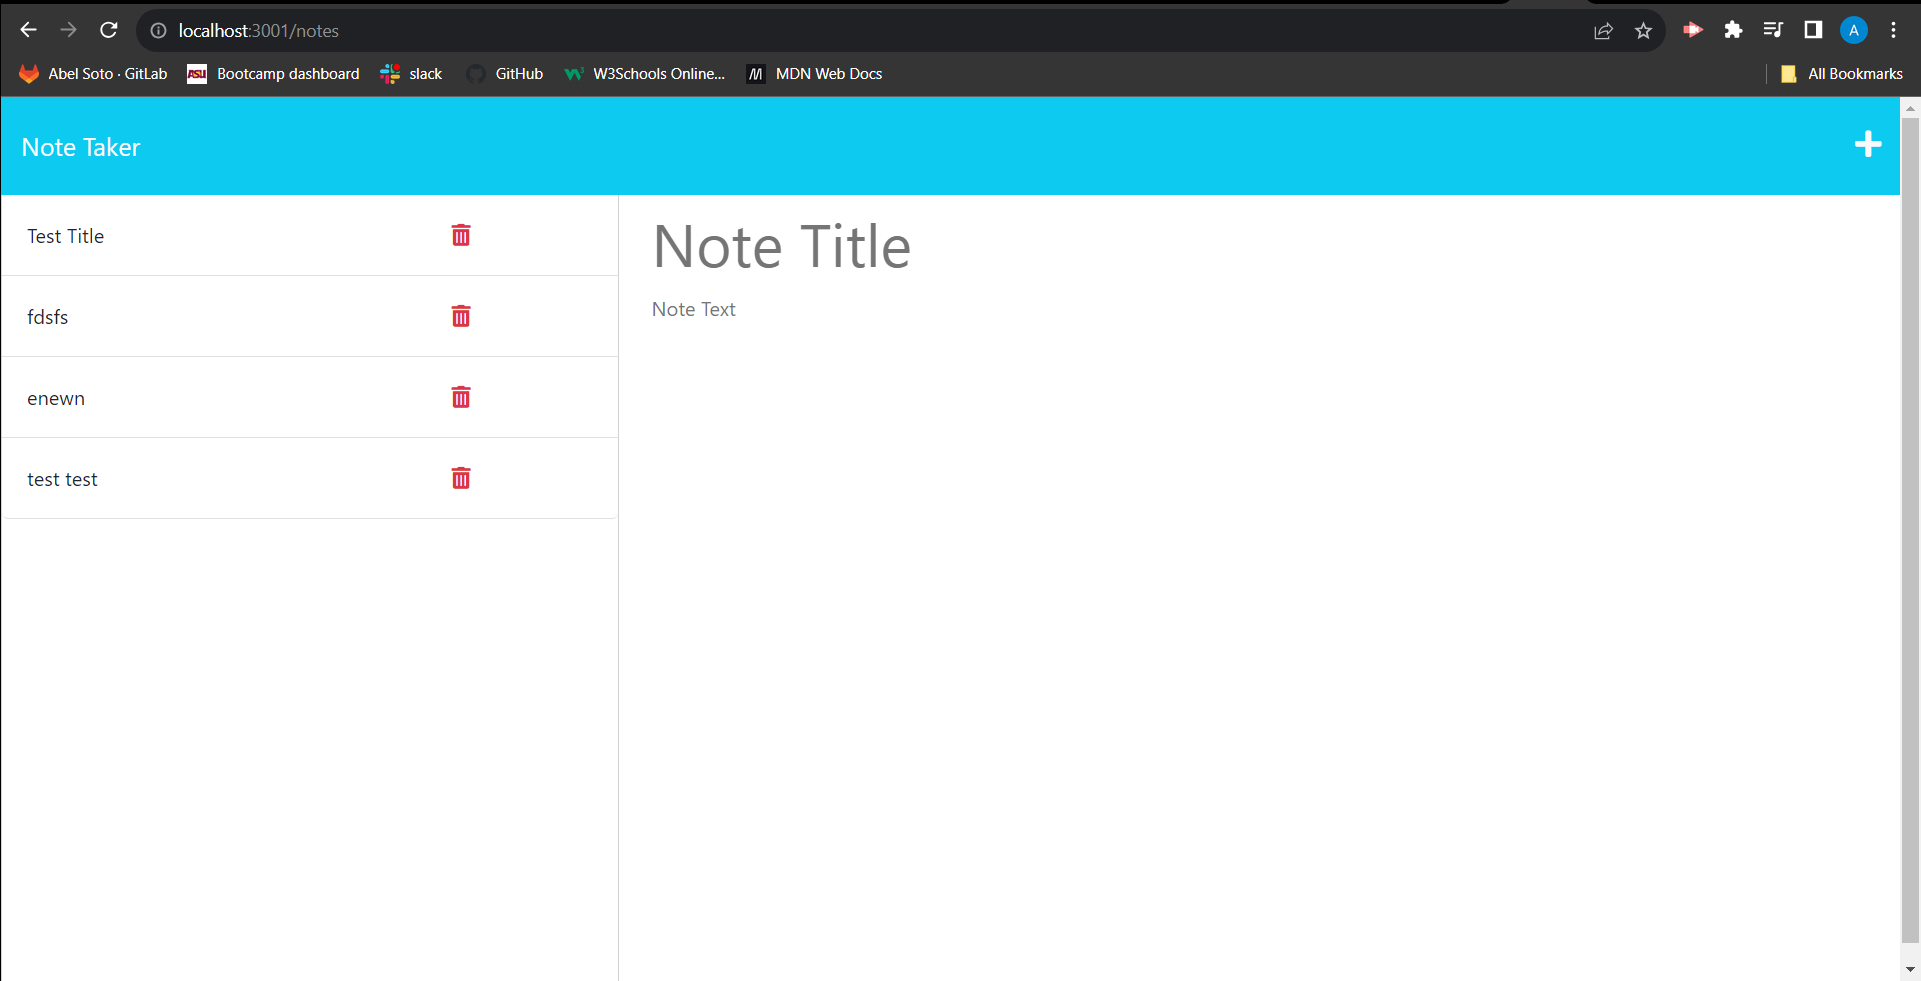 localhost:3001/notes
Abel Soto · GitLab ASU Bootcamp dashboard slack GitHub W3Schools Online... MDN Web Docs All Bookmarks
A
Note Taker
Test Title
fdsfs
enewn
test test
Note Title
Note Text